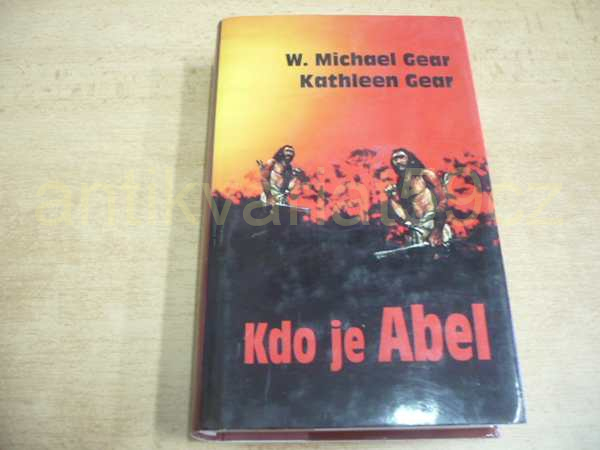 W. Michael Gear
Kathleen Gear
Kdo je Abel